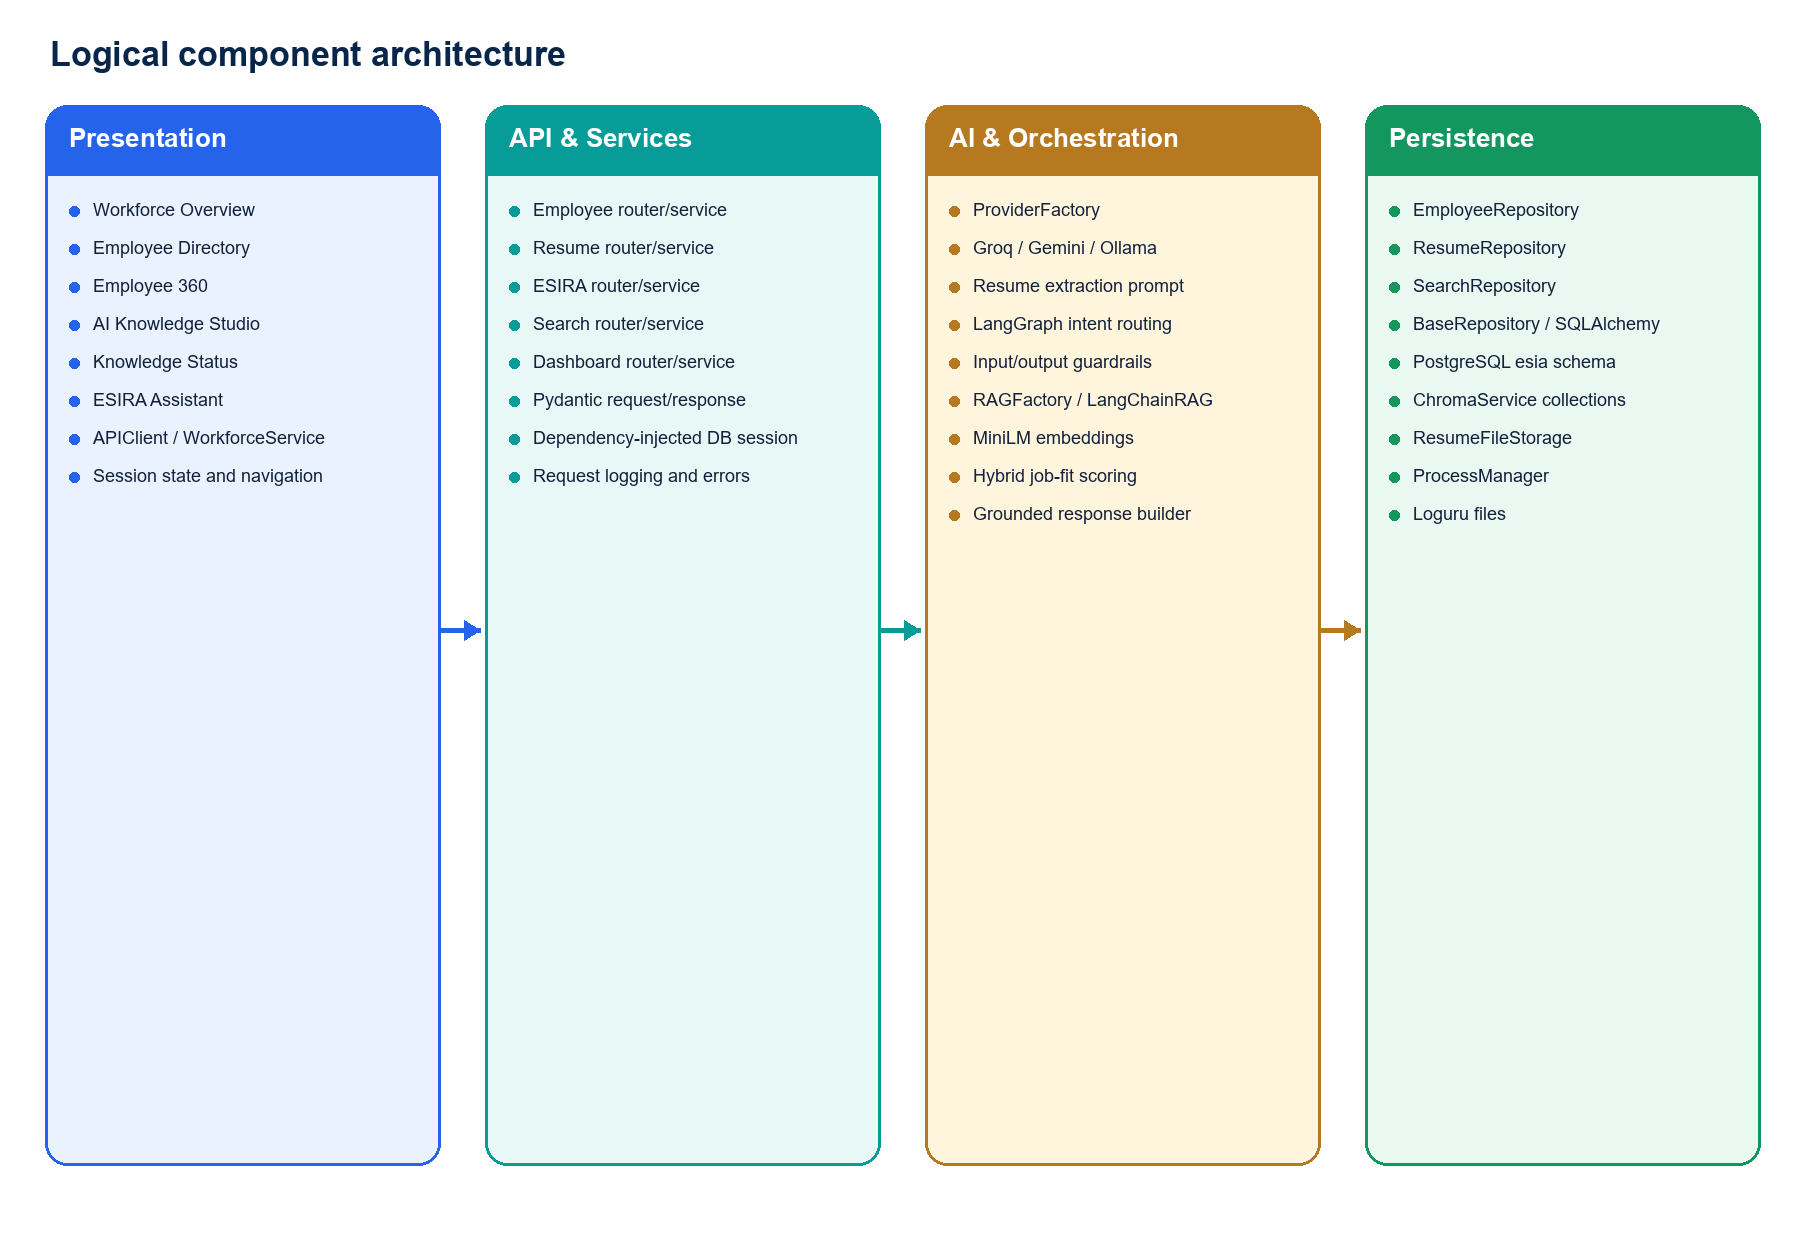 Logical component architecture
Presentation
Workforce Overview
Employee Directory
Employee 360
AI Knowledge Studio
Knowledge Status
ESIRA Assistant
APIClient / WorkforceService
Session state and navigation
API & Services
Employee router/service
Resume router/service
ESIRA router/service
Search router/service
Dashboard router/service
Pydantic request/response
Dependency-injected DB session
Request logging and errors
AI & Orchestration
ProviderFactory
Groq / Gemini / Ollama
Resume extraction prompt
LangGraph intent routing
Input/output guardrails
RAGFactory / LangChainRAG
MiniLM embeddings
Hybrid job-fit scoring
Grounded response builder
Persistence
EmployeeRepository
ResumeRepository
SearchRepository
BaseRepository / SQLAlchemy
PostgreSQL esia schema
ChromaService collections
ResumeFileStorage
ProcessManager
Loguru files